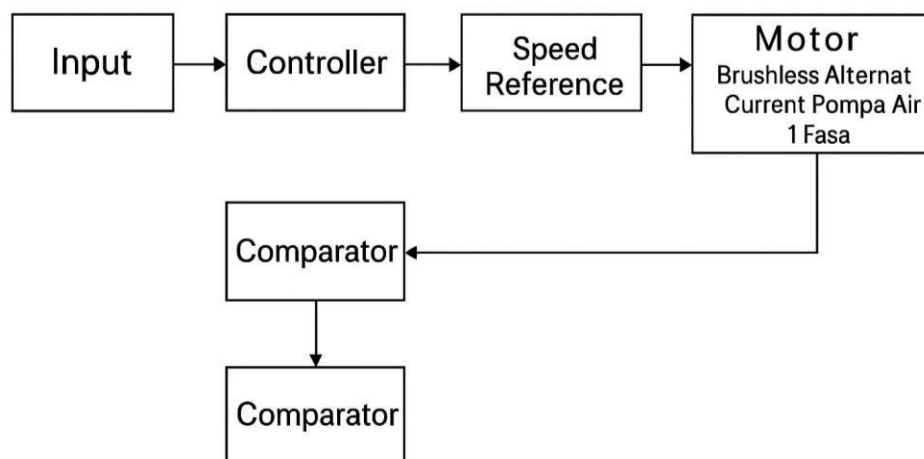 Input
Controller
Speed
Reference
Motor
Brushless Alternat
Current Pompa Air
1 Fasa
Comparator
Comparator